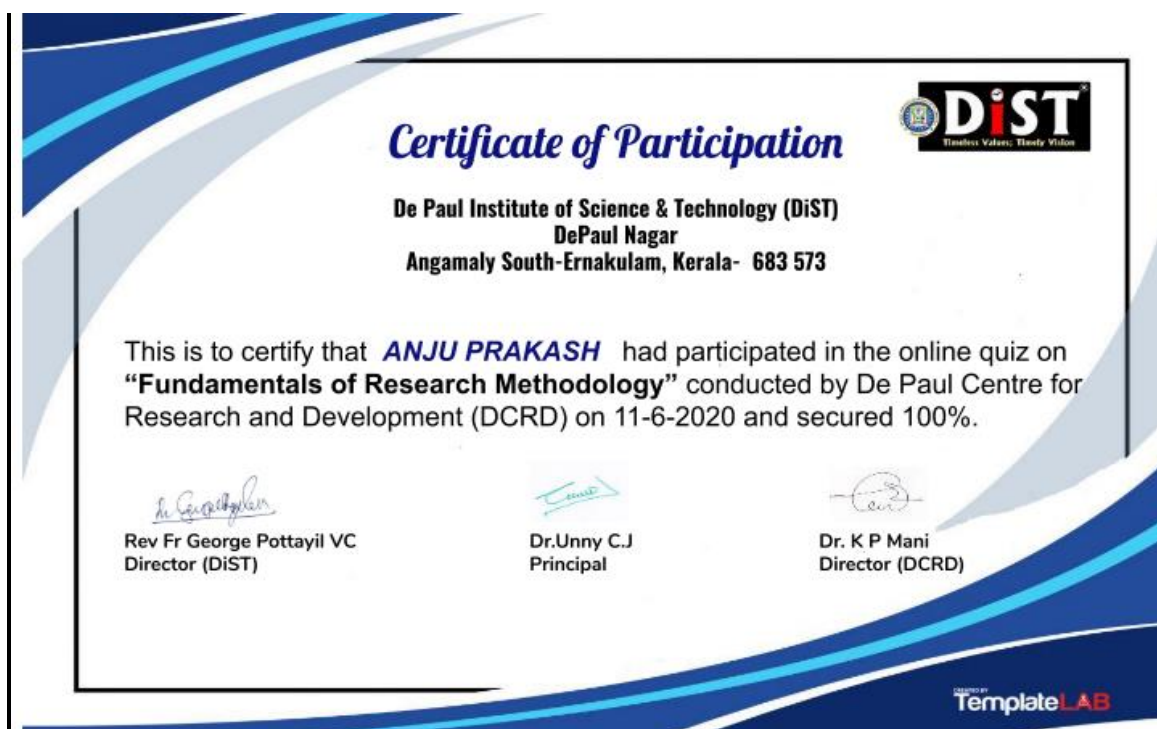 DiST
Timeless Values; Timely Vision
Certificate of Participation
De Paul Institute of Science & Technology (DiST)
DePaul Nagar
Angamaly South-Ernakulam, Kerala- 683 573
This is to certify that ANJU PRAKASH had participated in the online quiz on
“Fundamentals of Research Methodology” conducted by De Paul Centre for
Research and Development (DCRD) on 11-6-2020 and secured 100%.
Rev Fr George Pottayil VC
Director (DiST)
Dr.Unny C.J
Principal
Dr. K P Mani
Director (DCRD)
CREATED BY
TemplateLAB